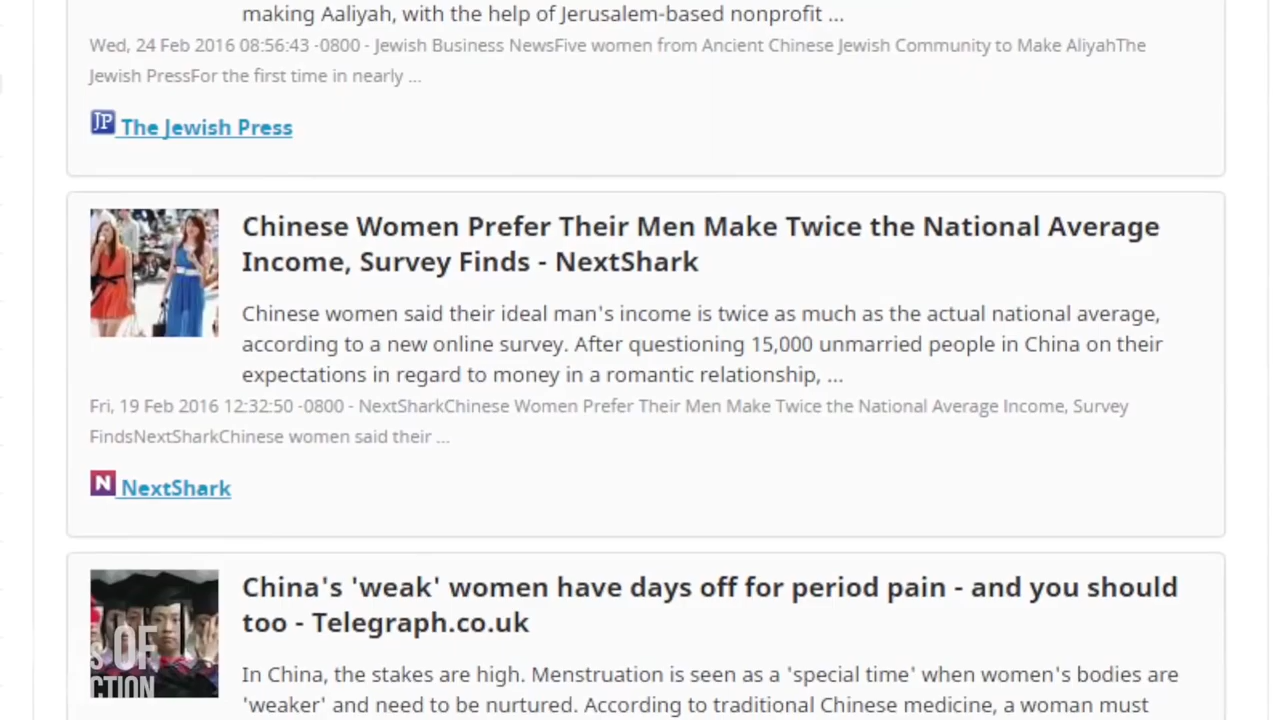 making Aaliyah, with the help of Jerusalem-based nonprofit ...
Wed, 24 Feb 2016 08:56:43 -0800 - Jewish Business NewsFive women from Ancient Chinese Jewish Community to Make AliyahThe
Jewish PressFor the first time in nearly ...
JP The Jewish Press
Chinese Women Prefer Their Men Make Twice the National Average
Income, Survey Finds - NextShark
Chinese women said their ideal man's income is twice as much as the actual national average,
according to a new online survey. After questioning 15,000 unmarried people in China on their
expectations in regard to money in a romantic relationship, ...
Fri, 19 Feb 2016 12:32:50 -0800 - NextSharkChinese Women Prefer Their Men Make Twice the National Average Income, Survey
FindsNextSharkChinese women said their ...
N NextShark
China's 'weak' women have days off for period pain - and you should
too - Telegraph.co.uk
S OF
CTION
In China, the stakes are high. Menstruation is seen as a 'special time' when women's bodies are
'weaker' and need to be nurtured. According to traditional Chinese medicine, a woman must